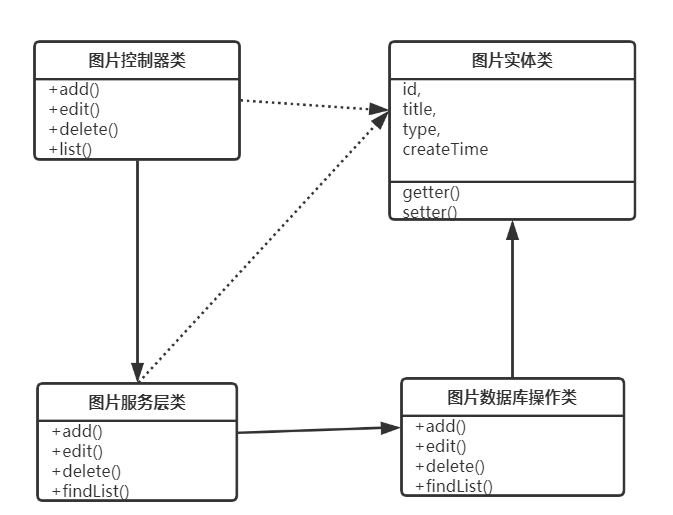 图片控制器类
+add()
+edit()
+delete()
+list()
图片实体类
id,
title,
type,
createTime
getter()
setter()
图片服务层类
+add()
+edit()
+delete()
+findList()
图片数据库操作类
+add()
+edit()
+delete()
+findList()